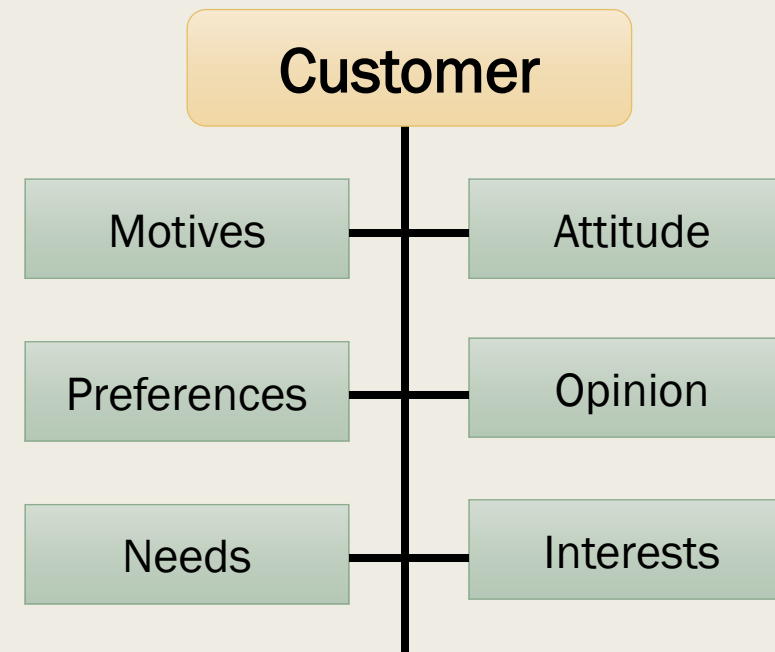 Customer
Motives
Attitude
Preferences
Opinion
Needs
Interests